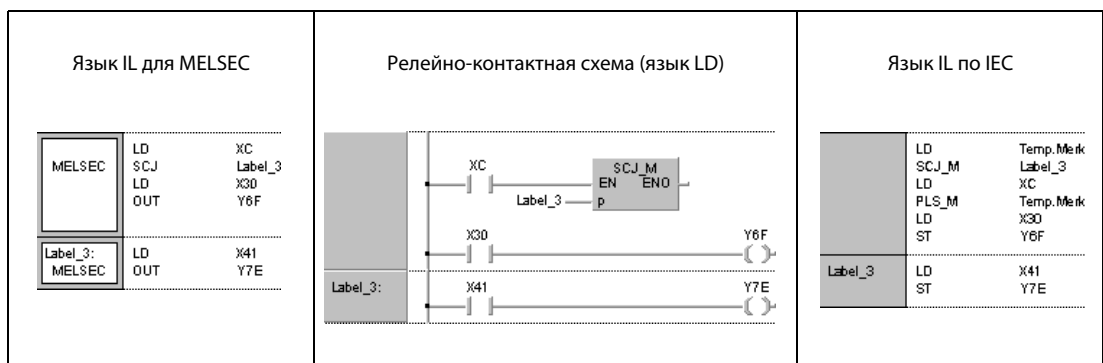 Язык IL для MELSEC
MELSEC
LD XC
SCJ Label_3
LD X30
OUT Y6F
Label_3:
MELSEC
LD X41
OUT Y7E
Релейно-контактная схема (язык LD)
XC
SCJ_M
EN ENO
Label_3 p
X30 Y6F
Label_3: X41 Y7E
Язык IL по IEC
LD Temp.Merk
SCJ_M Label_3
LD XC
PLS_M Temp.Merk
LD X30
ST Y6F
Label_3 LD X41
ST Y7E